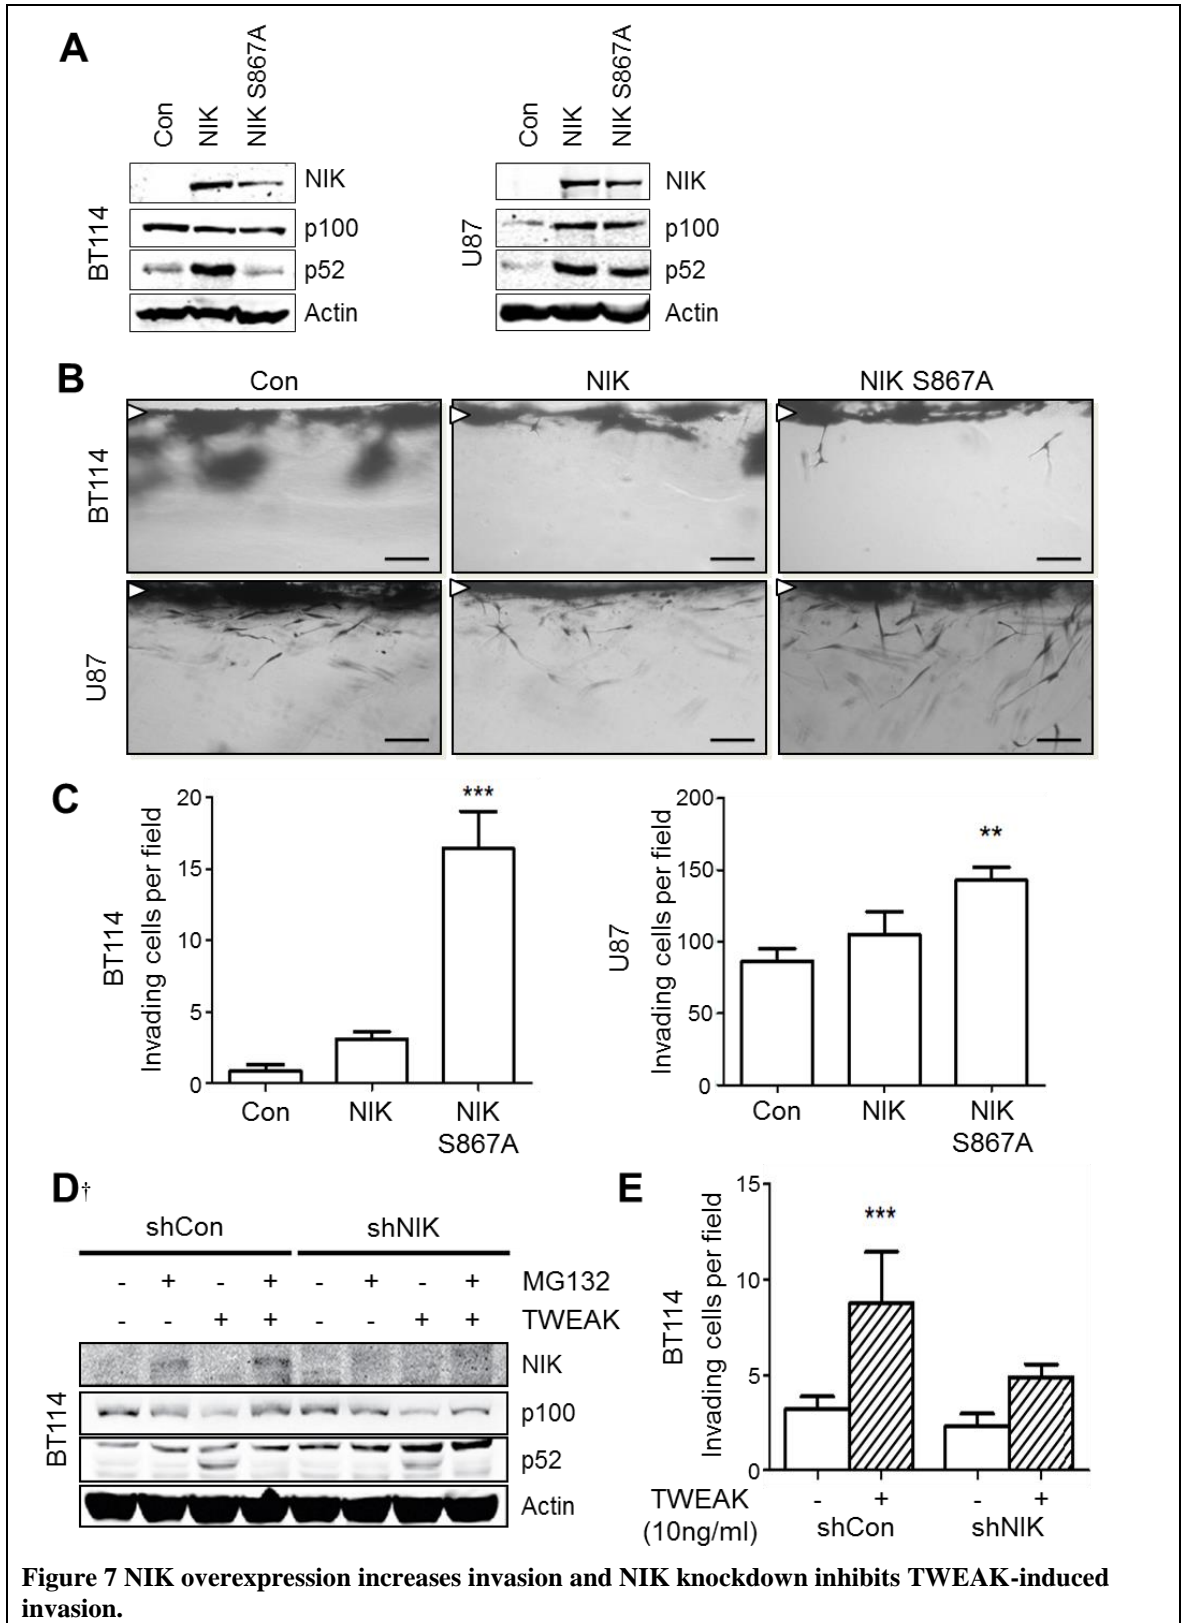 A
Con
NIK
NIK S867A
BT114
NIK
p100
p52
Actin
Con
NIK
NIK S867A
U87
NIK
p100
p52
Actin
B
Con
NIK
NIK S867A
BT114
U87
C
BT114
Invading cells per field
20
15
10
5
0
***
Con
NIK
NIK
S867A
U87
Invading cells per field
200
150
100
50
0
**
Con
NIK
NIK
S867A
D†
shCon shNIK
- + - + - + - + MG132
- - + + - - + + TWEAK
BT114
NIK
p100
p52
Actin
E
BT114
Invading cells per field
15
10
5
0
***
TWEAK - + - +
(10ng/ml) shCon shNIK
Figure 7 NIK overexpression increases invasion and NIK knockdown inhibits TWEAK-induced
invasion.